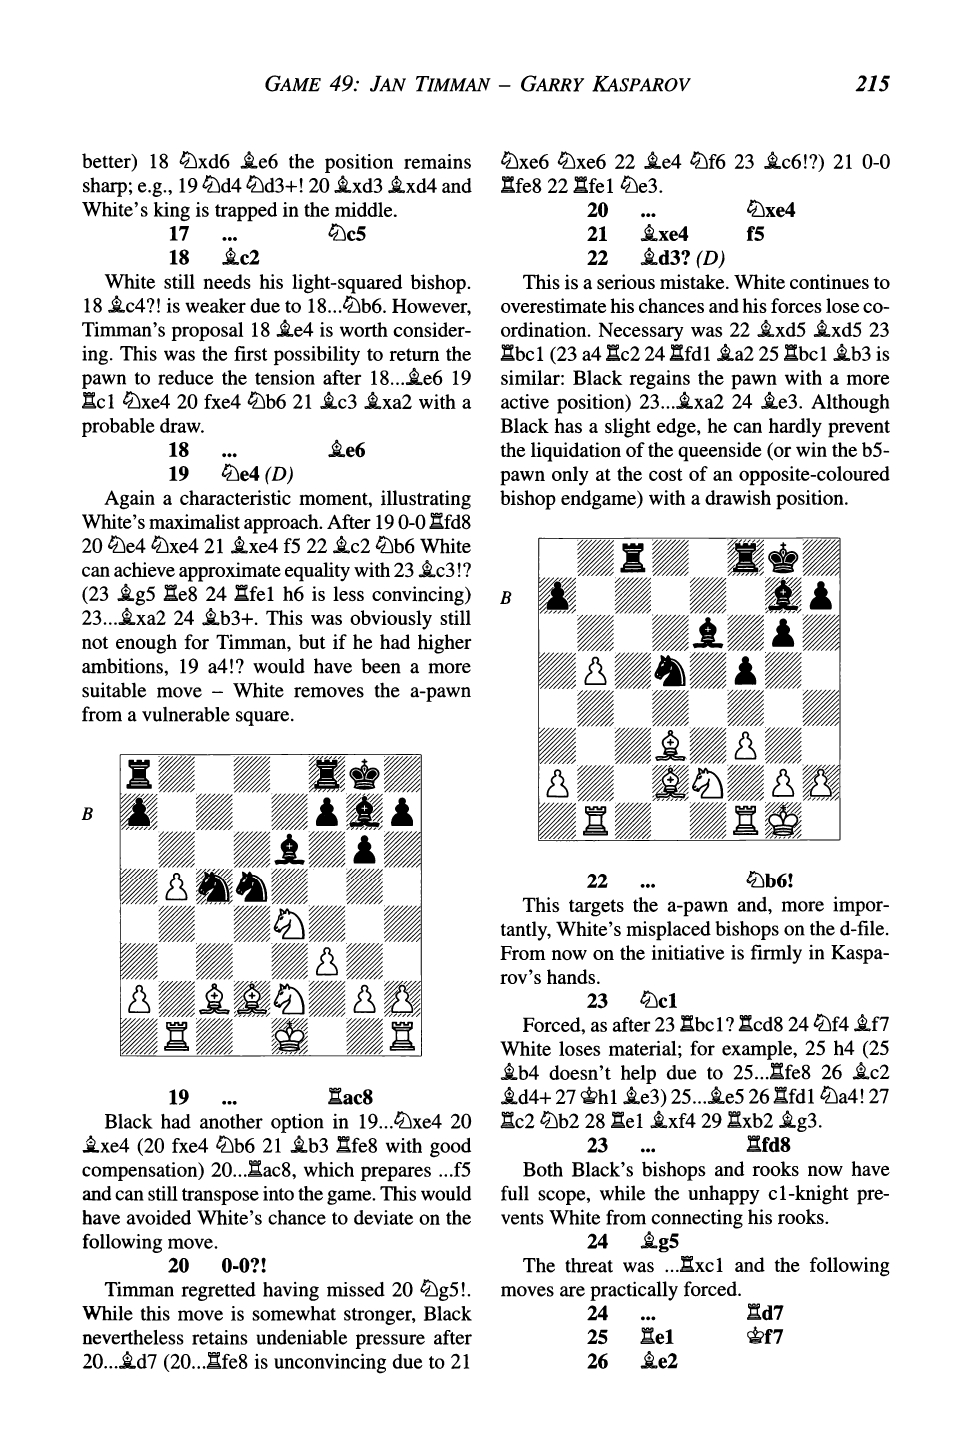 GAME 49: JAN TIMMAN – GARRY KASPAROV 215
better) 18 ♘xd6 ♗e6 the position remains
sharp; e.g., 19 ♘d4 ♘d3+! 20 ♗xd3 ♗xd4 and
White's king is trapped in the middle.
17 ... ♘c5
18 ♗c2
White still needs his light-squared bishop.
18 ♗c4?! is weaker due to 18...♘b6. However,
Timman's proposal 18 ♗e4 is worth consider-
ing. This was the first possibility to return the
pawn to reduce the tension after 18...♗e6 19
♖c1 ♘xe4 20 fxe4 ♘b6 21 ♗c3 ♗xa2 with a
probable draw.
18 ... ♗e6
19 ♘e4 (D)
Again a characteristic moment, illustrating
White's maximalist approach. After 19 0-0 ♖fd8
20 ♘e4 ♘xe4 21 ♗xe4 f5 22 ♗c2 ♘b6 White
can achieve approximate equality with 23 ♗c3!?
(23 ♗g5 ♖e8 24 ♖fe1 h6 is less convincing)
23...♗xa2 24 ♗b3+. This was obviously still
not enough for Timman, but if he had higher
ambitions, 19 a4!? would have been a more
suitable move – White removes the a-pawn
from a vulnerable square.
B
19 ... ♖ac8
Black had another option in 19...♘xe4 20
♗xe4 (20 fxe4 ♘b6 21 ♗b3 ♖fe8 with good
compensation) 20...♖ac8, which prepares ...f5
and can still transpose into the game. This would
have avoided White's chance to deviate on the
following move.
20 0-0?!
Timman regretted having missed 20 ♘g5!.
While this move is somewhat stronger, Black
nevertheless retains undeniable pressure after
20...♗d7 (20...♖fe8 is unconvincing due to 21
♘xe6 ♘xe6 22 ♗e4 ♘f6 23 ♗c6!?) 21 0-0
♖fe8 22 ♖fe1 ♘e3.
20 ... ♘xe4
21 ♗xe4 f5
22 ♗d3? (D)
This is a serious mistake. White continues to
overestimate his chances and his forces lose co-
ordination. Necessary was 22 ♗xd5 ♗xd5 23
♖bc1 (23 a4 ♖c2 24 ♖fd1 ♗a2 25 ♖bc1 ♗b3 is
similar: Black regains the pawn with a more
active position) 23...♗xa2 24 ♗e3. Although
Black has a slight edge, he can hardly prevent
the liquidation of the queenside (or win the b5-
pawn only at the cost of an opposite-coloured
bishop endgame) with a drawish position.
B
22 ... ♘b6!
This targets the a-pawn and, more impor-
tantly, White's misplaced bishops on the d-file.
From now on the initiative is firmly in Kaspa-
rov's hands.
23 ♘c1
Forced, as after 23 ♖bc1? ♖cd8 24 ♘f4 ♗f7
White loses material; for example, 25 h4 (25
♗b4 doesn't help due to 25...♖fe8 26 ♗c2
♗d4+ 27 ♔h1 ♗e3) 25...♗e5 26 ♖fd1 ♘a4! 27
♖c2 ♘b2 28 ♖e1 ♗xf4 29 ♖xb2 ♗g3.
23 ... ♖fd8
Both Black's bishops and rooks now have
full scope, while the unhappy c1-knight pre-
vents White from connecting his rooks.
24 ♗g5
The threat was ...♖xc1 and the following
moves are practically forced.
24 ... ♖d7
25 ♖e1 ♔f7
26 ♗e2